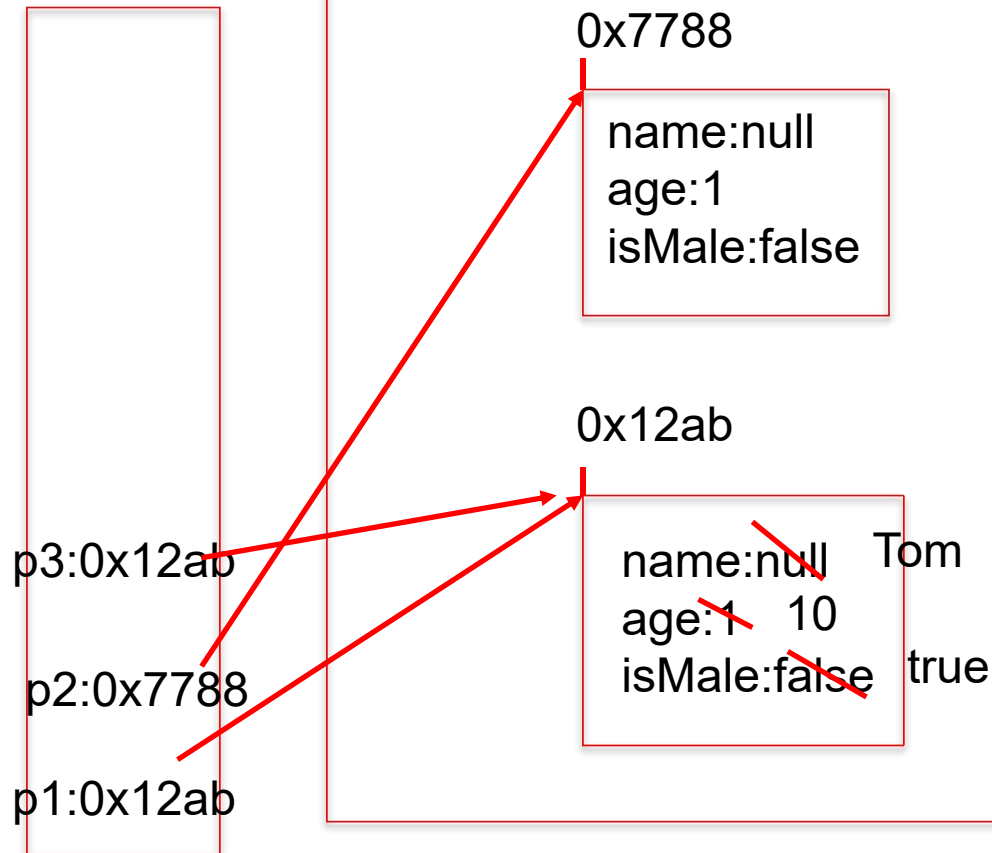 0x7788
name:null
age:1
isMale:false
0x12ab
name:null Tom
age:1 10
isMale:false true
p3:0x12ab
p2:0x7788
p1:0x12ab